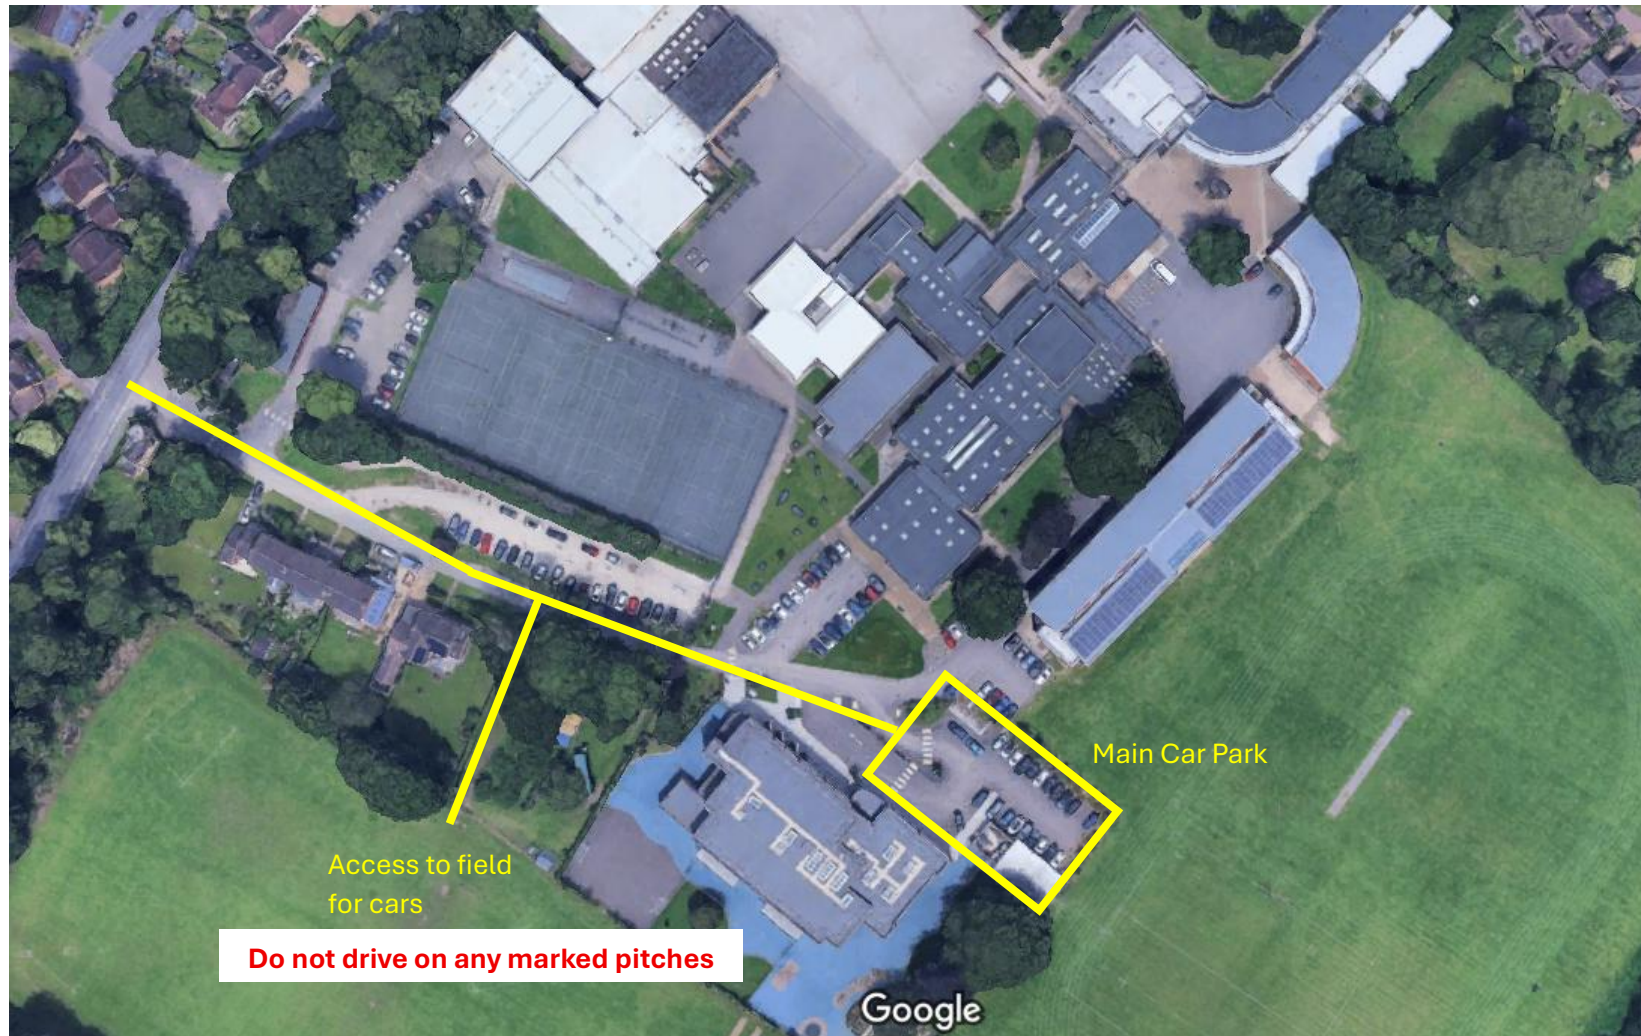 Main Car Park
Access to field
for cars
Do not drive on any marked pitches
Google